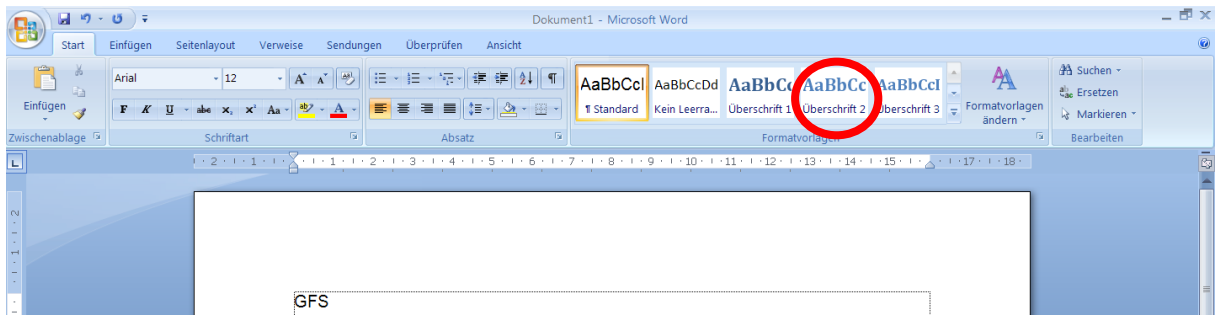 Dokument1 - Microsoft Word
Start Einfügen Seitenlayout Verweise Sendungen Überprüfen Ansicht
Arial 12
AaBbCcI AaBbCcDd AaBbCc AaBbCc AaBbCcI
Einfügen
F K U abe x, x' Aa ab A
¶ Standard Kein Leerra... Überschrift 1 Überschrift 2 Überschrift 3
Formatvorlagen
ändern
Suchen
Ersetzen
Markieren
Zwischenablage Schriftart Absatz Formatvorlagen Bearbeiten
2 1 1 2 3 4 5 6 7 8 9 10 11 12 13 14 15 17 18
2
1
GFS